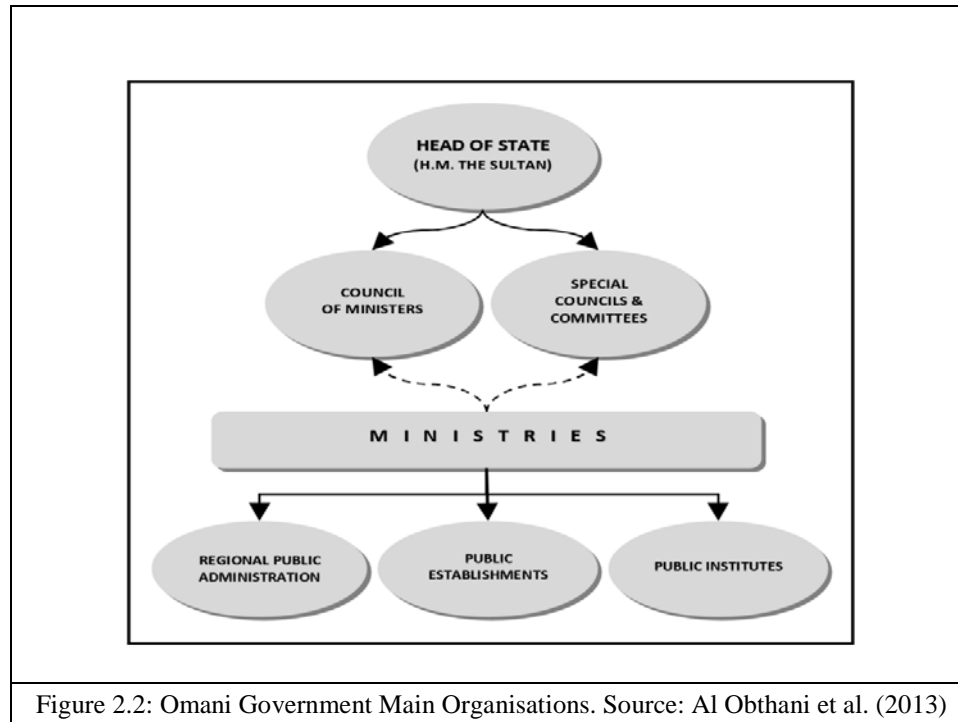 HEAD OF STATE
(H.M. THE SULTAN)
COUNCIL
OF MINISTERS
SPECIAL
COUNCILS &
COMMITTEES
M I N I S T R I E S
REGIONAL PUBLIC
ADMINISTRATION
PUBLIC
ESTABLISHMENTS
PUBLIC INSTITUTES
Figure 2.2: Omani Government Main Organisations. Source: Al Obthani et al. (2013)